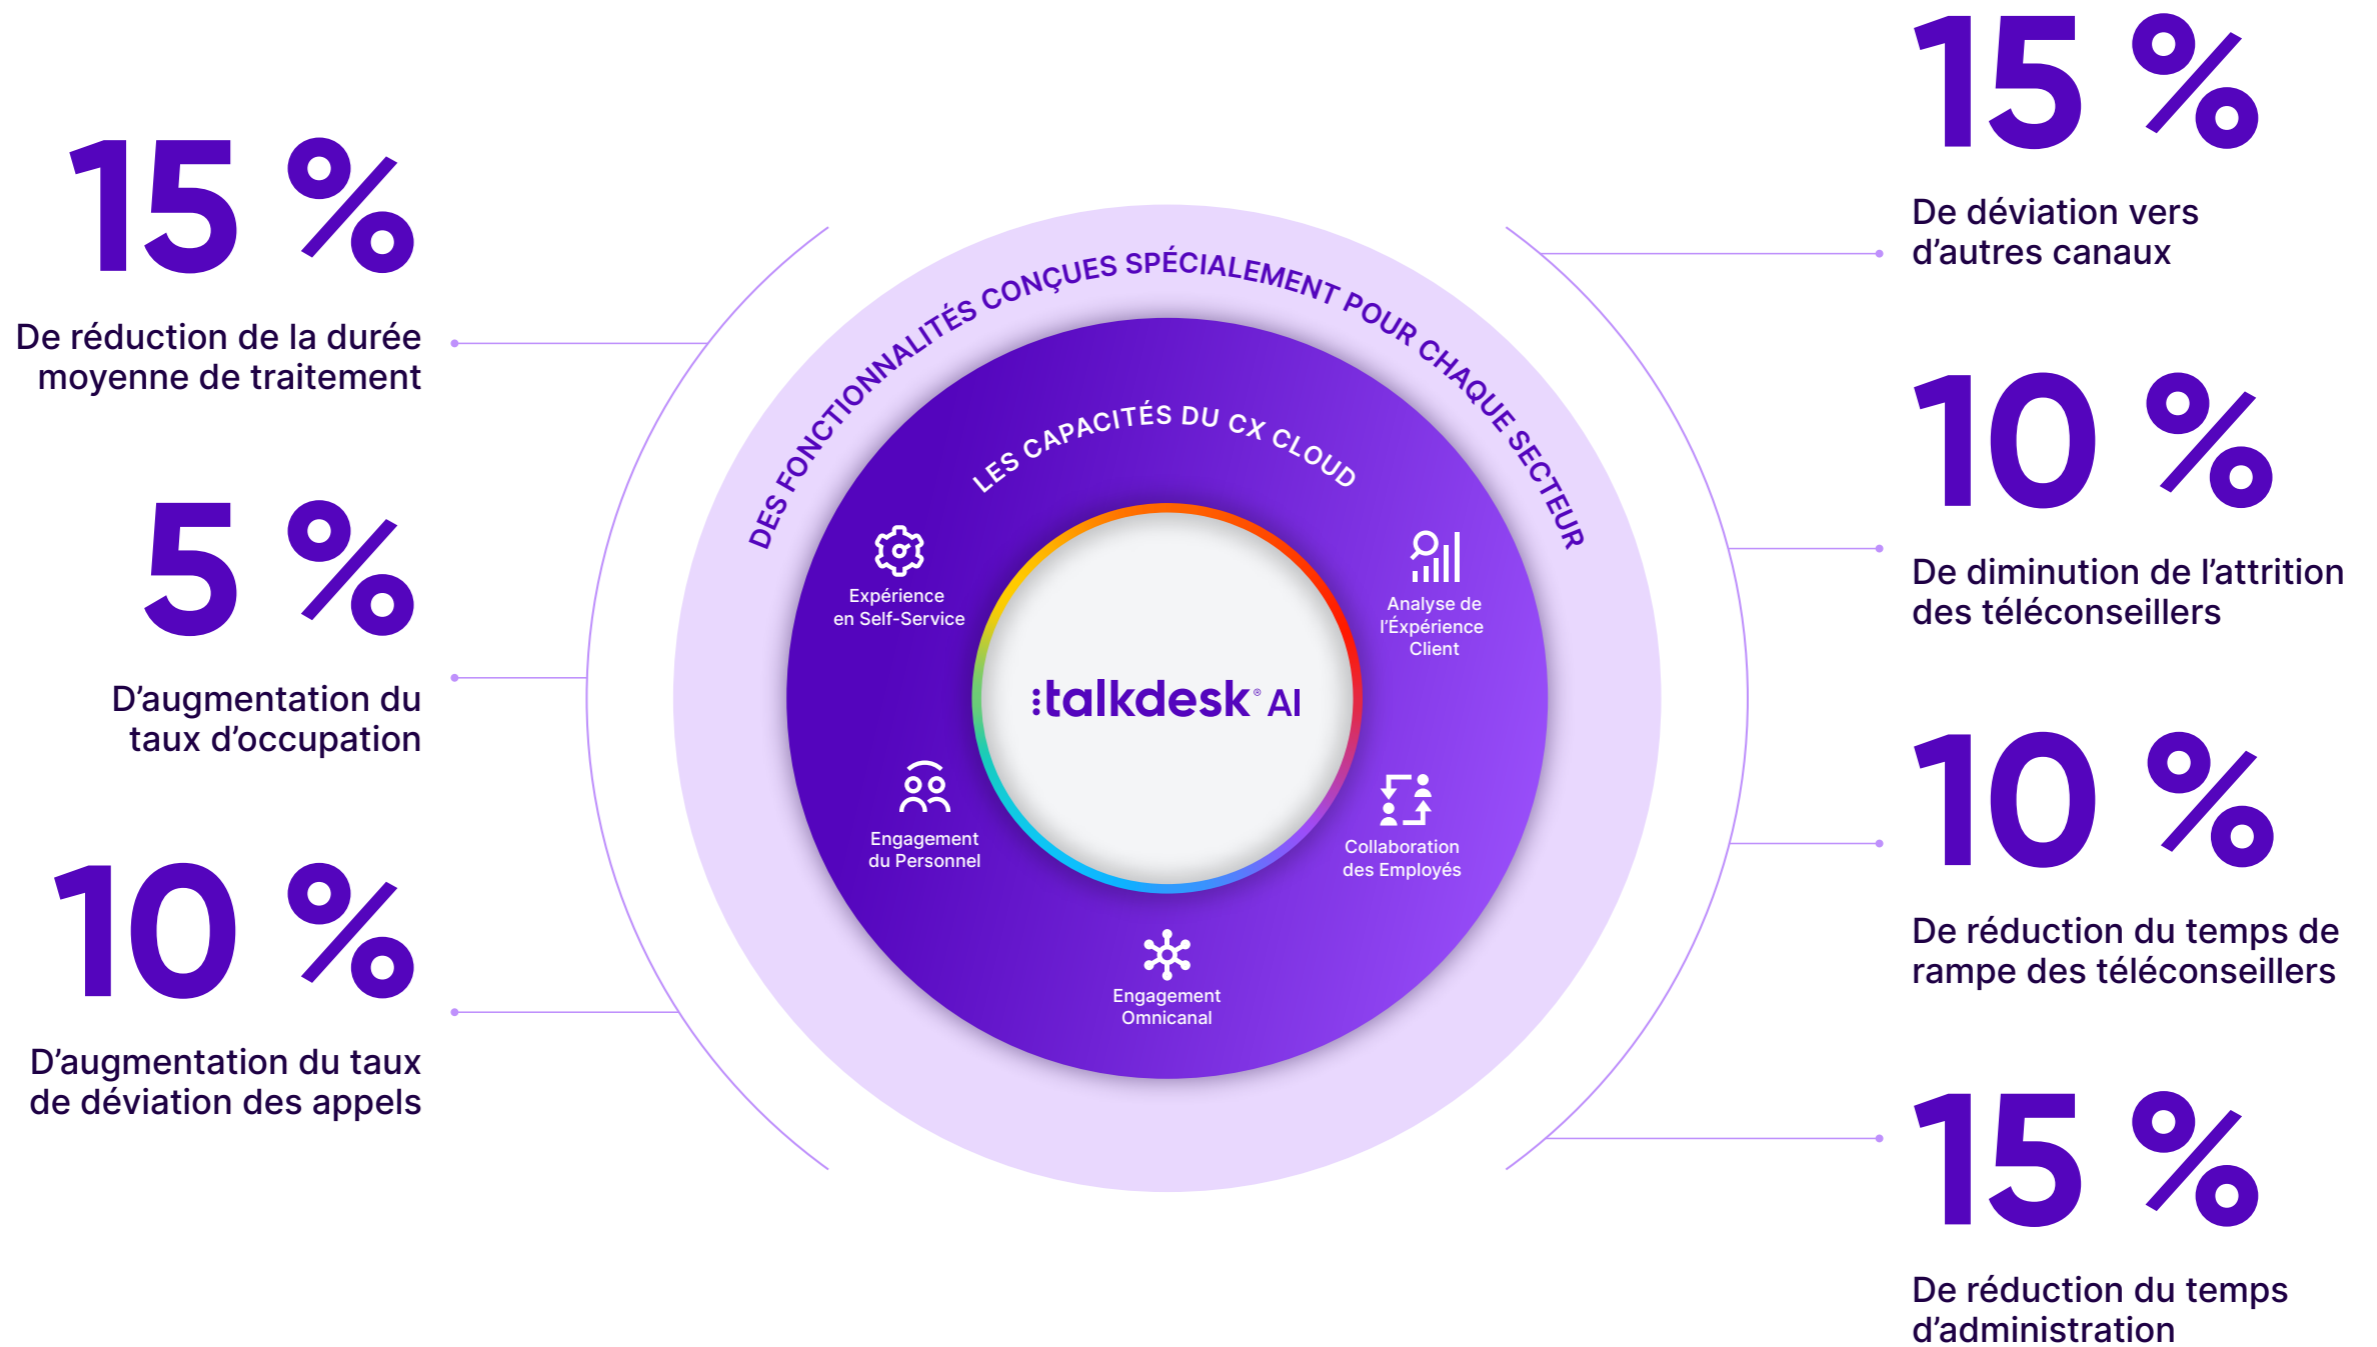 15 %
De réduction de la durée
moyenne de traitement
5 %
D’augmentation du
taux d’occupation
10 %
D’augmentation du taux
de déviation des appels
DES FONCTIONNALITÉS CONÇUES SPÉCIALEMENT POUR CHAQUE SECTEUR
LES CAPACITÉS DU CX CLOUD
Expérience
en Self-Service
Analyse de
l’Éxpérience
Client
talkdesk® AI
Engagement
du Personnel
Collaboration
des Employés
Engagement
Omnicanal
15 %
De déviation vers
d’autres canaux
10 %
De diminution de l’attrition
des téléconseillers
10 %
De réduction du temps de
rampe des téléconseillers
15 %
De réduction du temps
d’administration